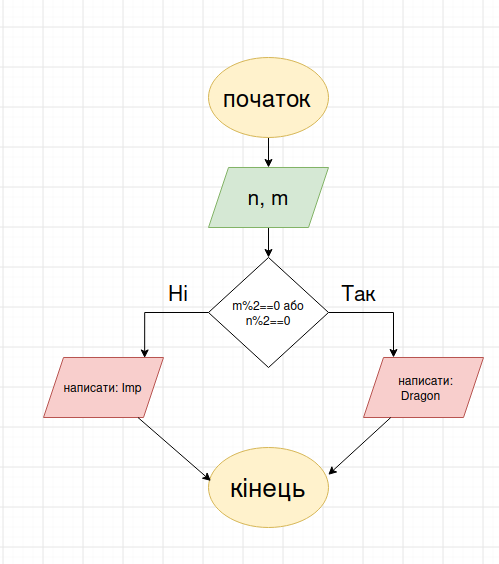 початок
n, m
Ні
Так
m%2==0 або
n%2==0
написати: Imp
написати:
Dragon
кінець